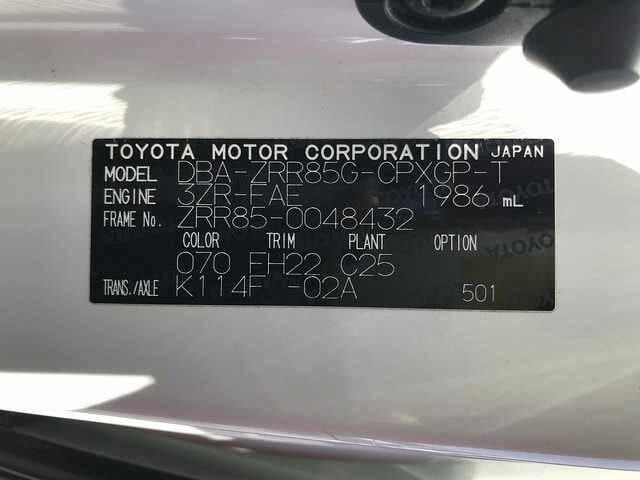 TOYOTA MOTOR CORPORATION JAPAN
MODEL DBA-ZRR85G-CPXGP-T
ENGINE 3ZR-FAE 1986 mL
FRAME No. ZRR85-0048432
COLOR TRIM PLANT OPTION
070 FH22 C25
TRANS./AXLE K114F -02A 501